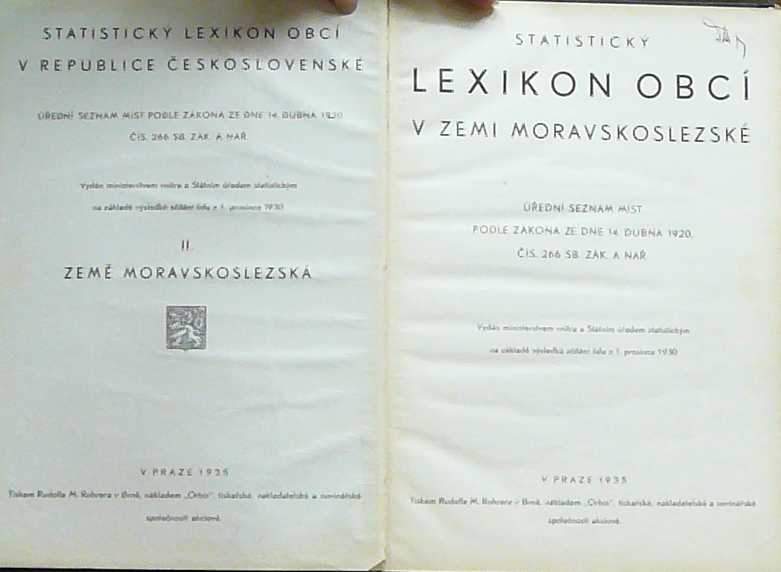 STATISTICKÝ LEXIKON OBCÍ
V REPUBLICE ČESKOSLOVENSKÉ
ÚŘEDNÍ SEZNAM MÍST PODLE ZÁKONA ZE DNE 14. DUBNA 1920
ČÍS. 266 SB. ZÁK. A NAŘ.
Vydán ministerstvem vnitra a Státním úřadem statistickým
na základě výsledků sčítání lidu z 1. prosince 1930
II.
ZEMĚ MORAVSKOSLEZSKÁ
V PRAZE 1935
Tiskem Rudolfa M. Rohrera v Brně, nákladem „Orbis", tiskařské, nakladatelské a novinářské
společnosti akciové.
STATISTICKÝ
LEXIKON OBCÍ
V ZEMI MORAVSKOSLEZSKÉ
ÚŘEDNÍ SEZNAM MÍST
PODLE ZÁKONA ZE DNE 14. DUBNA 1920,
ČÍS. 266 SB. ZÁK. A NAŘ.
Vydán ministerstvem vnitra a Státním úřadem statistickým
na základě výsledků sčítání lidu z 1. prosince 1930
V PRAZE 1935
Tiskem Rudolfa M. Rohrera v Brně, nákladem „Orbis", tiskařské, nakladatelské a novinářské
společnosti akciové.